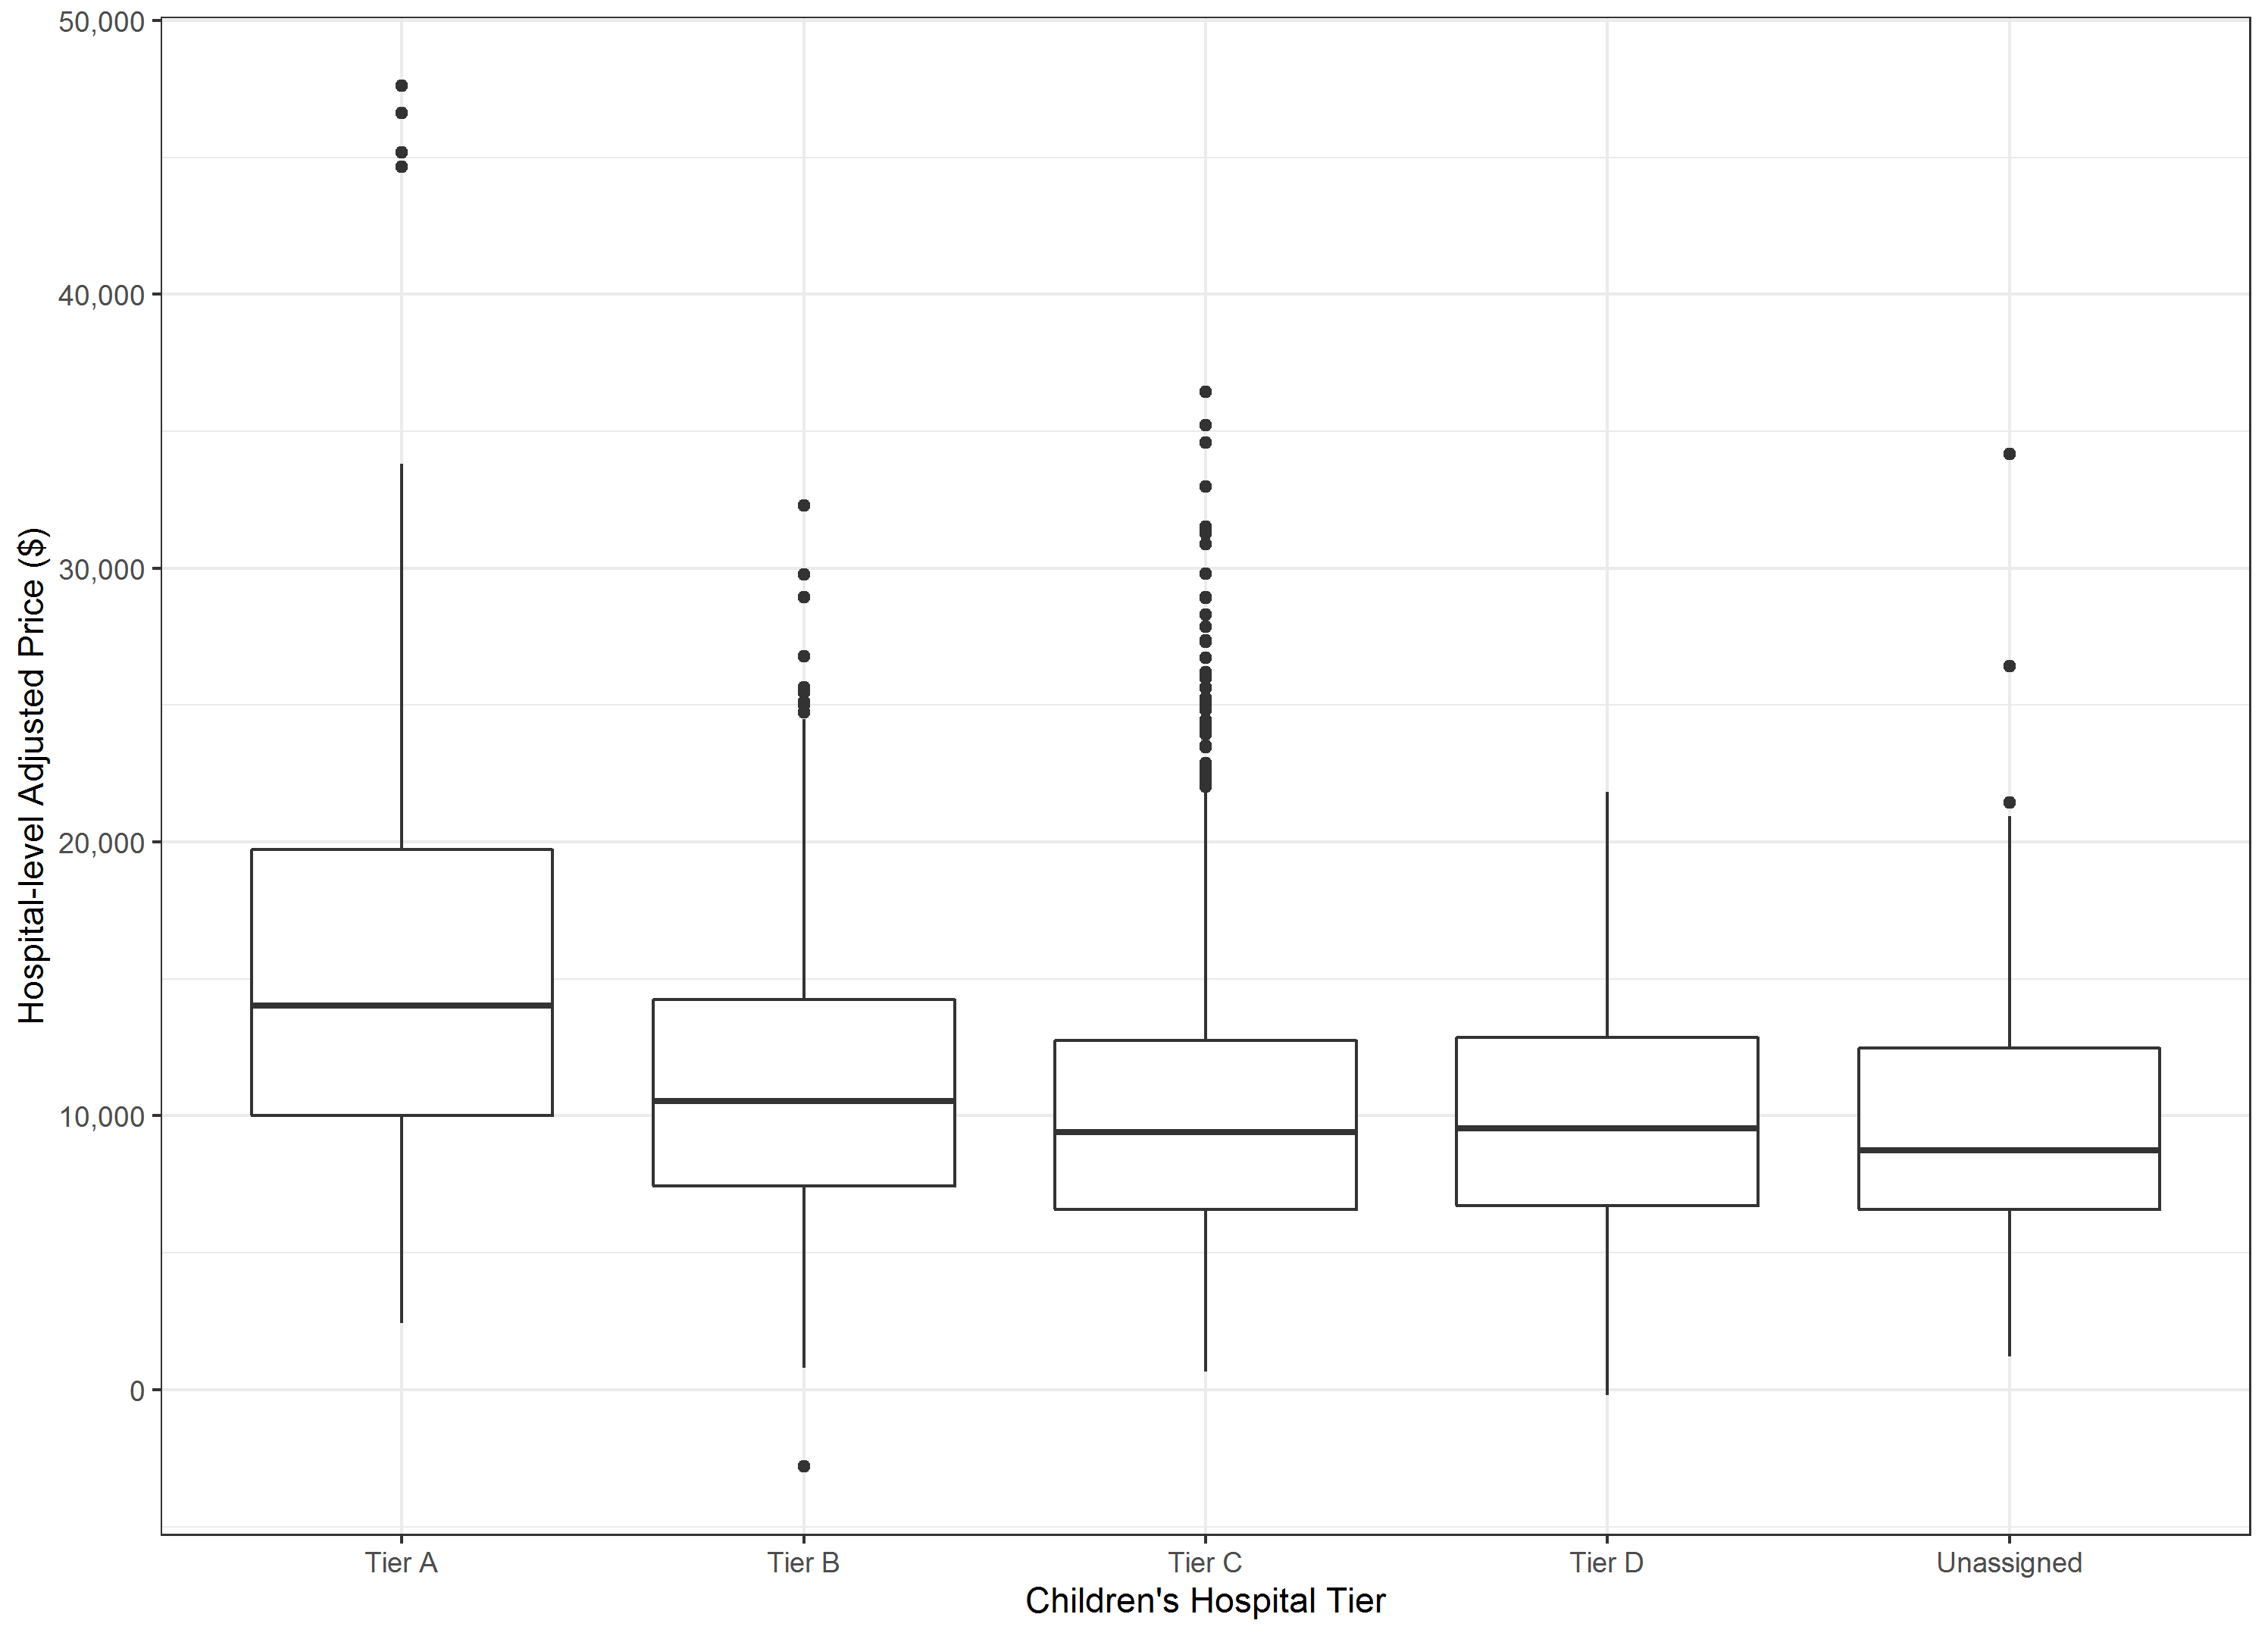 50,000
40,000
30,000
20,000
10,000
0
Hospital-level Adjusted Price ($)
Tier A
Tier B
Tier C
Tier D
Unassigned
Children's Hospital Tier